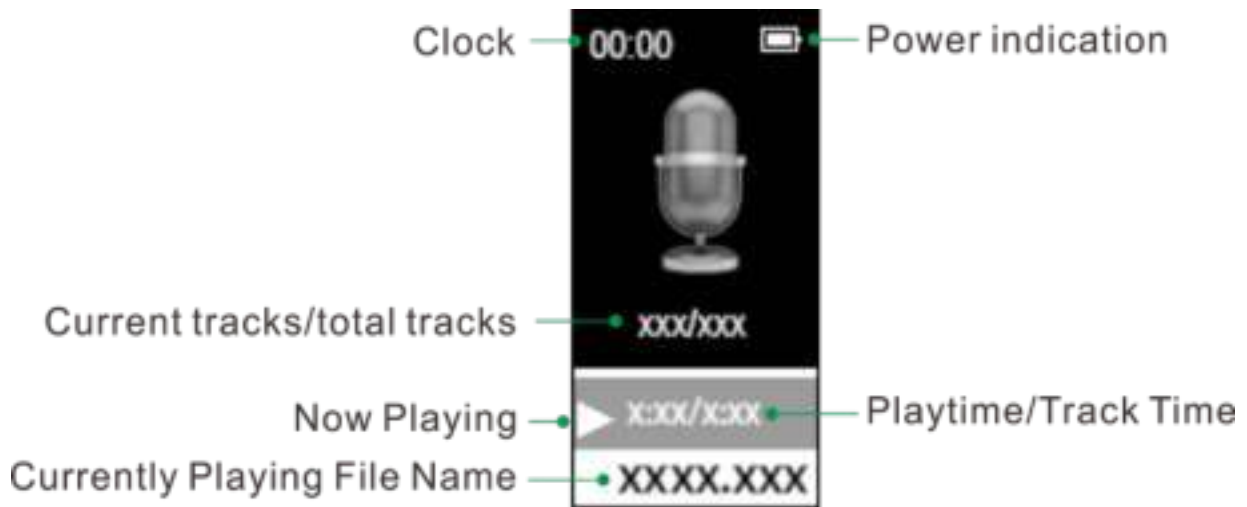 Clock
00:00
Power indication
Current tracks/total tracks
xxx/xxx
Now Playing
x:xx/x:xx
Playtime/Track Time
Currently Playing File Name
XXXX.XXX